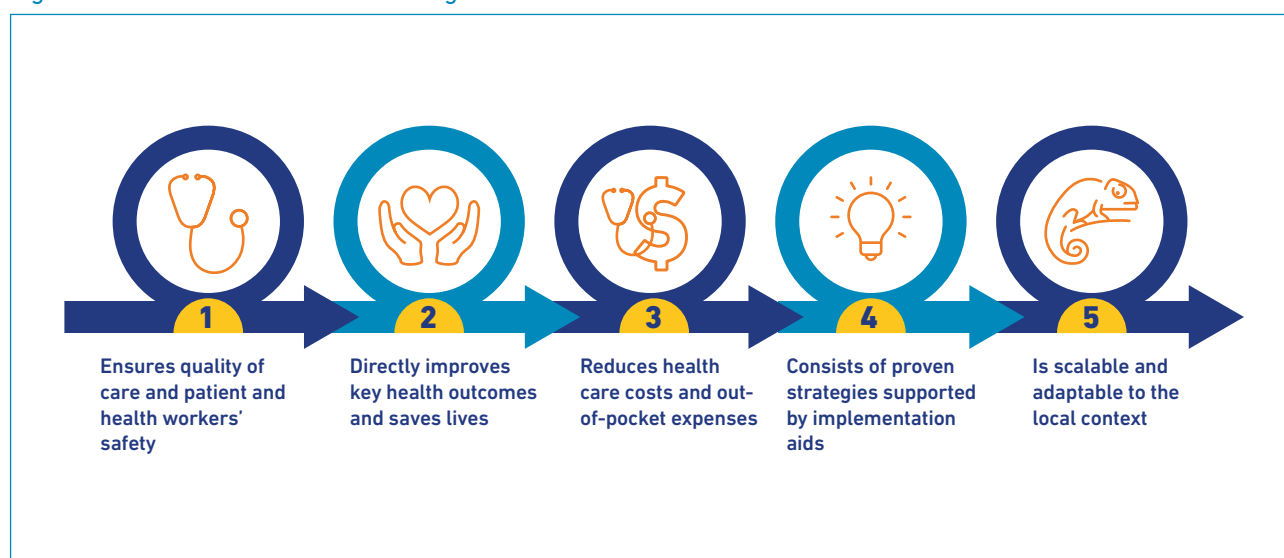 1
Ensures quality of
care and patient and
health workers'
safety
2
Directly improves
key health outcomes
and saves lives
3
Reduces health
care costs and out-
of-pocket expenses
4
Consists of proven
strategies supported
by implementation
aids
5
Is scalable and
adaptable to the
local context